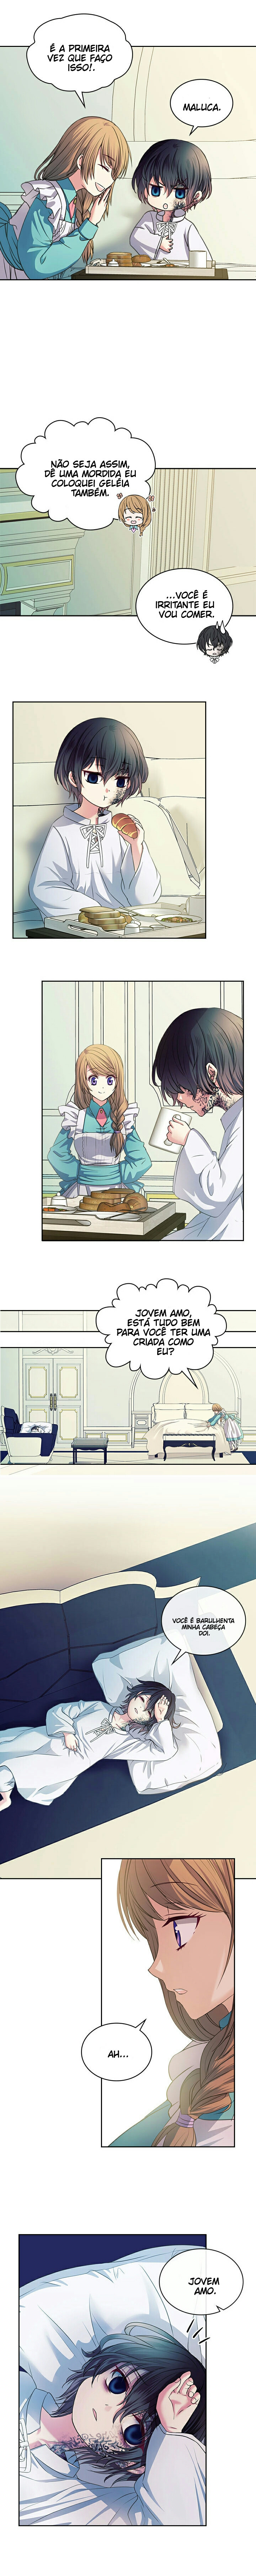 É A PRIMEIRA
VEZ QUE FAÇO
ISSO!.
MALUCA.
NÃO SEJA ASSIM,
DÊ UMA MORDIDA EU
COLOQUEI GELÉIA
TAMBÉM.
...VOCÊ É
IRRITANTE EU
VOU COMER.
JOVEM AMO,
ESTÁ TUDO BEM
PARA VOCÊ TER UMA
CRIADA COMO
EU?
VOCÊ É BARULHENTA
MINHA CABEÇA
DOI.
AH...
JOVEM
AMO.